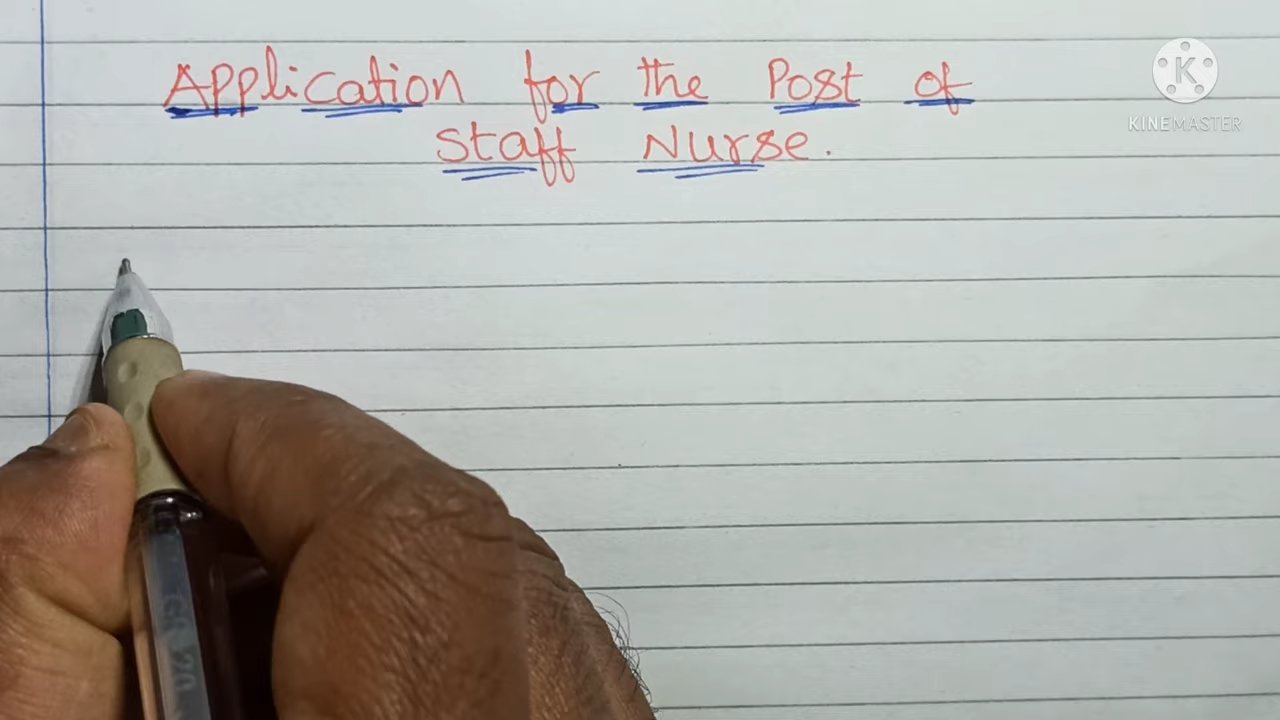 Application for the Post of
Staff Nurse.
K
KINEMASTER